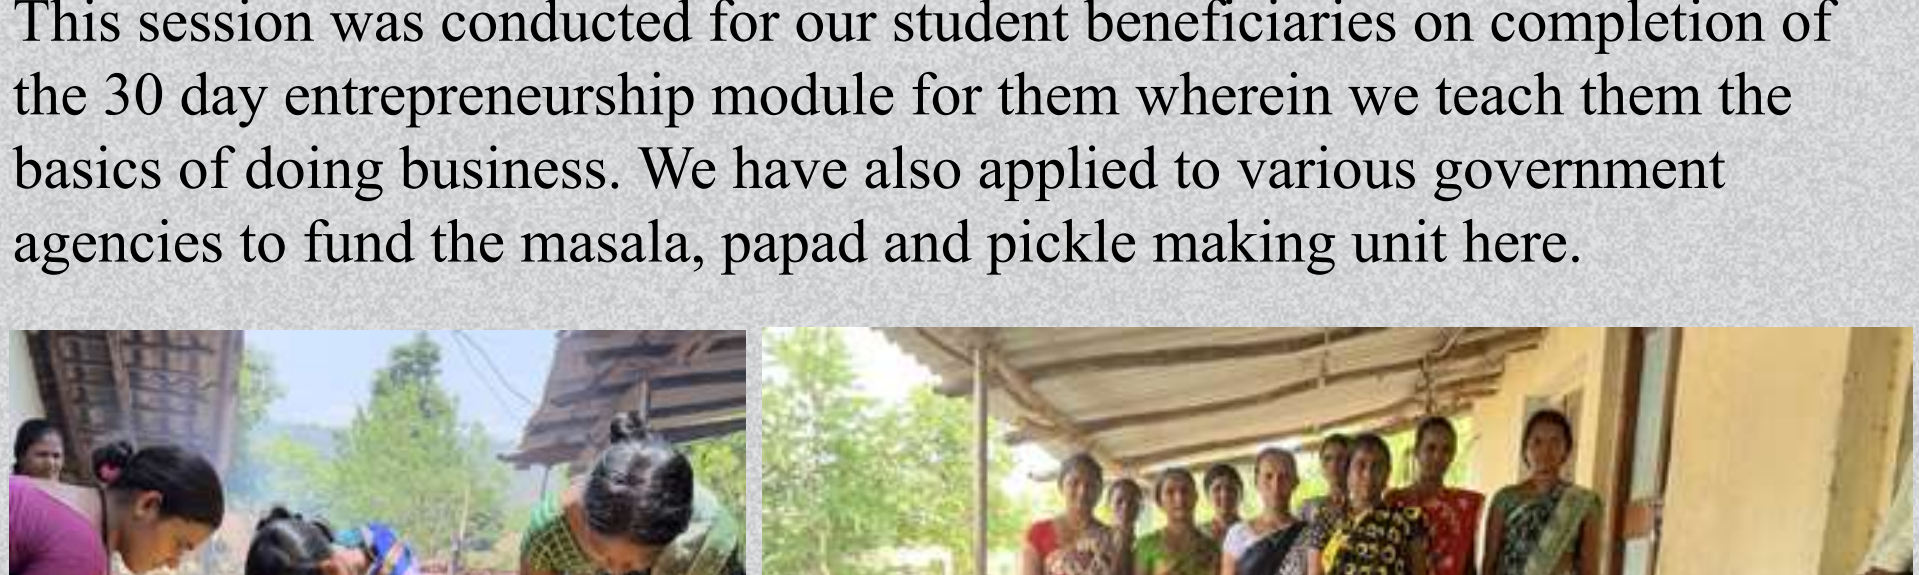 This session was conducted for our student beneficiaries on completion of
the 30 day entrepreneurship module for them wherein we teach them the
basics of doing business. We have also applied to various government
agencies to fund the masala, papad and pickle making unit here.